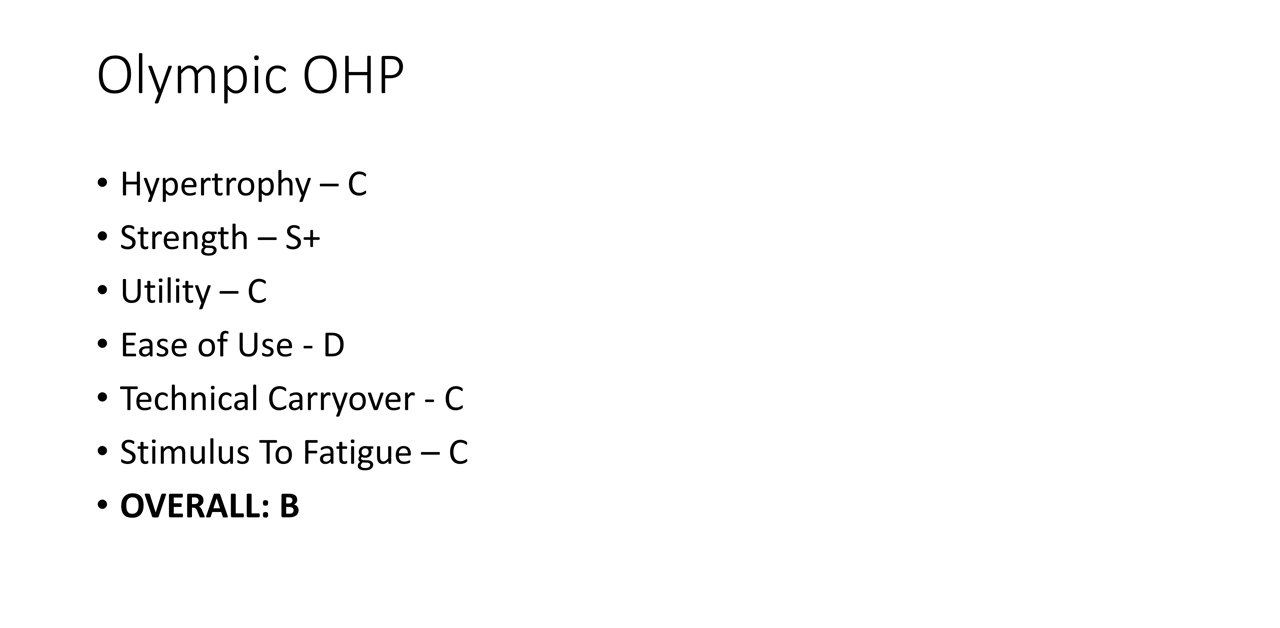 Olympic OHP
• Hypertrophy – C
• Strength – S+
• Utility – C
• Ease of Use - D
• Technical Carryover - C
• Stimulus To Fatigue – C
• OVERALL: B